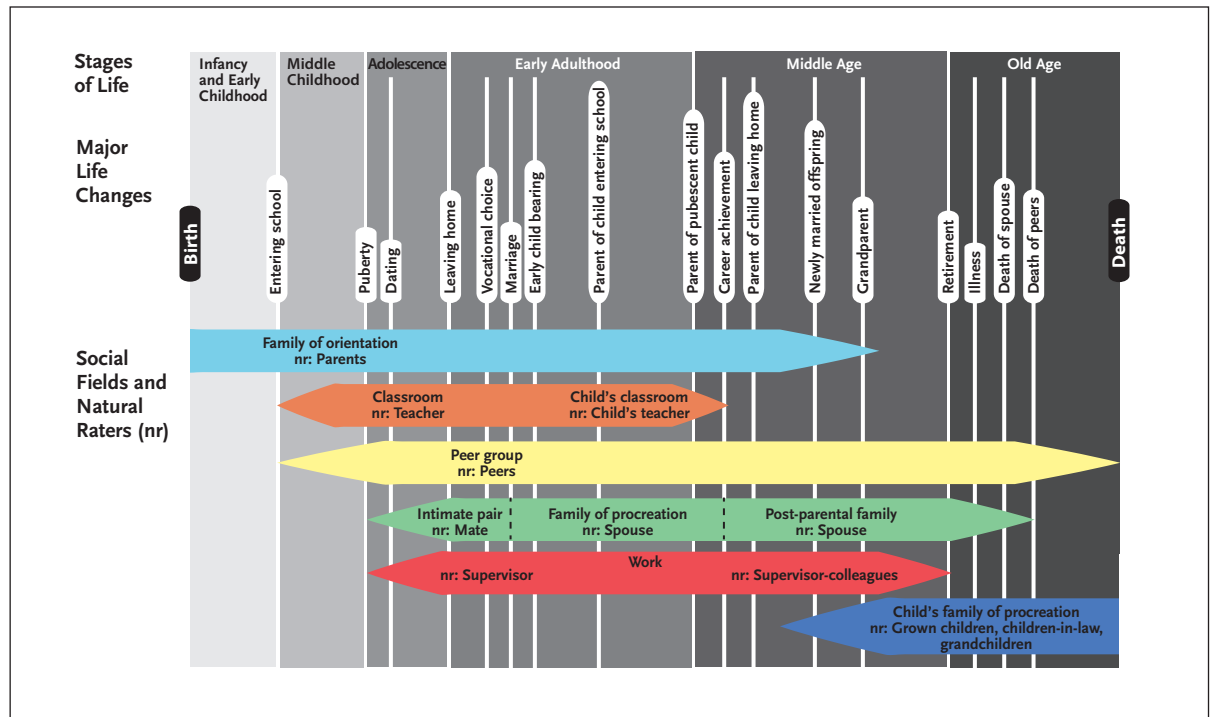 Stages
of Life
Infancy
and Early
Childhood
Middle
Childhood
Adolescence
Early Adulthood
Middle Age
Old Age
Major
Life
Changes
Birth
Entering school
Puberty
Dating
Leaving home
Vocational choice
Marriage
Early child bearing
Parent of child entering school
Parent of pubescent child
Career achievement
Parent of child leaving home
Newly married offspring
Grandparent
Retirement
Illness
Death of spouse
Death of peers
Death
Social
Fields and
Natural
Raters (nr)
Family of orientation
nr: Parents
Classroom
nr: Teacher
Child's classroom
nr: Child's teacher
Peer group
nr: Peers
Intimate pair
nr: Mate
Family of procreation
nr: Spouse
Post-parental family
nr: Spouse
Work
nr: Supervisor
nr: Supervisor-colleagues
Child's family of procreation
nr: Grown children, children-in-law,
grandchildren